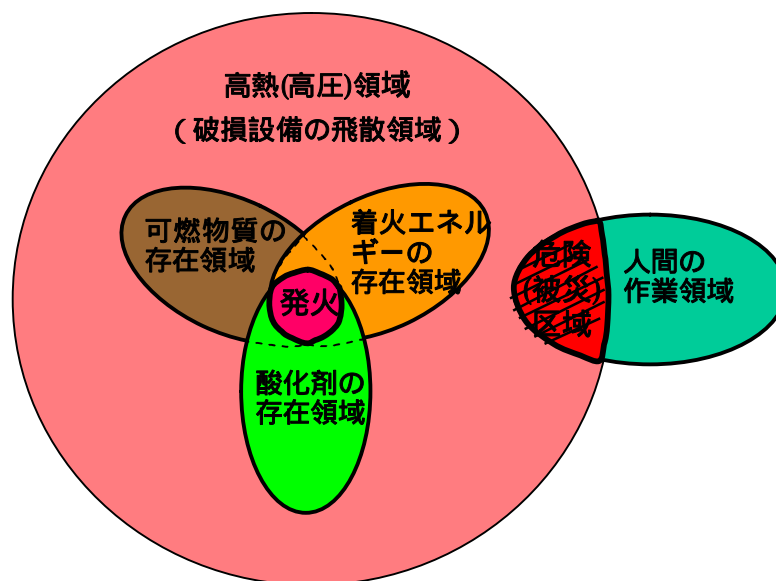 高熱(高圧)領域
(破損設備の飛散領域)
可燃物質の
存在領域
着火エネル
ギーの
存在領域
発火
酸化剤の
存在領域
危険
(被災)
区域
人間の
作業領域